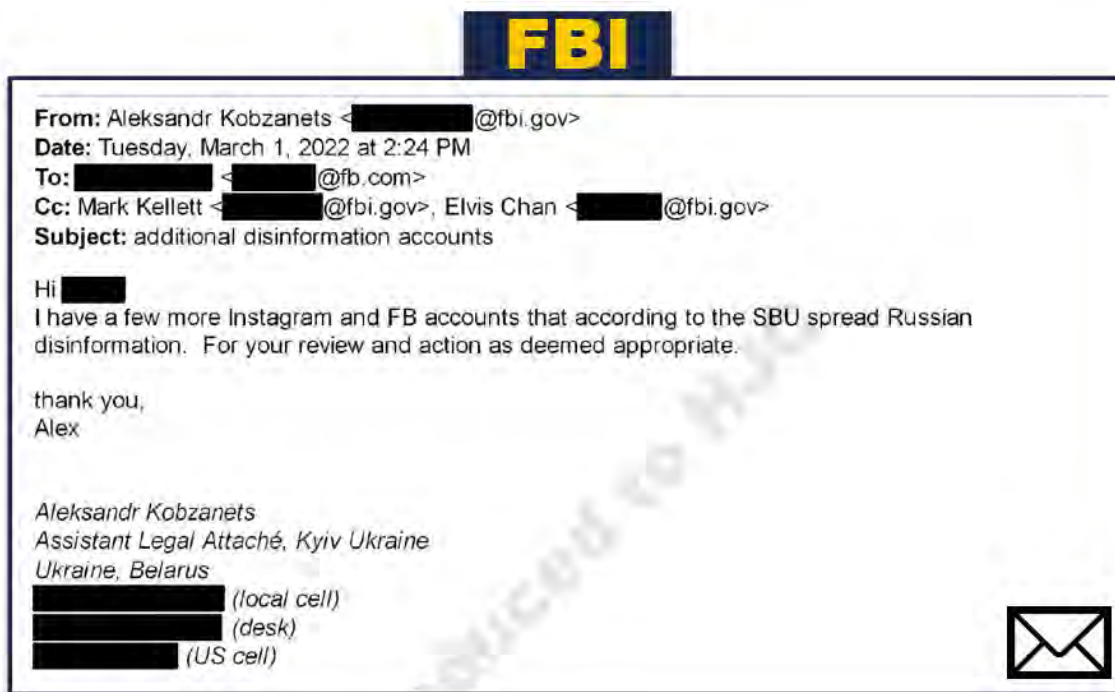 FBI
From: Aleksandr Kobzanets < @fbi.gov>
Date: Tuesday, March 1, 2022 at 2:24 PM
To: < @fb.com>
Cc: Mark Kellett < @fbi.gov>, Elvis Chan < @fbi.gov>
Subject: additional disinformation accounts
Hi
I have a few more Instagram and FB accounts that according to the SBU spread Russian
disinformation. For your review and action as deemed appropriate.
thank you,
Alex
Aleksandr Kobzanets
Assistant Legal Attaché, Kyiv Ukraine
Ukraine, Belarus
(local cell)
(desk)
(US cell)